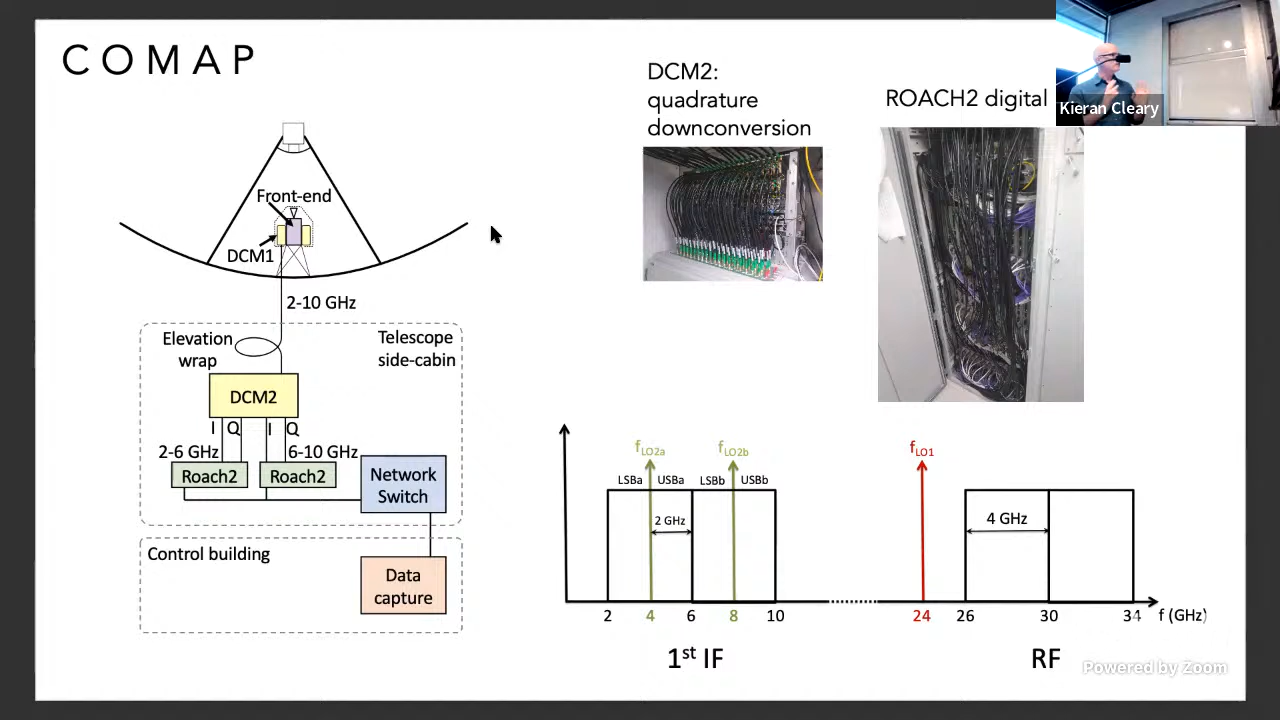 COMAP
Front-end
DCM1
2-10 GHz
Elevation
wrap
Telescope
side-cabin
DCM2
I Q I Q
2-6 GHz
6-10 GHz
Roach2
Roach2
Network
Switch
Control building
Data
capture
DCM2:
quadrature
downconversion
ROACH2 digital
Kieran Cleary
fLO2a
fLO2b
fLO1
LSBa
USBa
LSBb
USBb
2 GHz
4 GHz
2 4 6 8 10 24 26 30 34 f (GHz)
1st IF
RF
Powered by Zoom